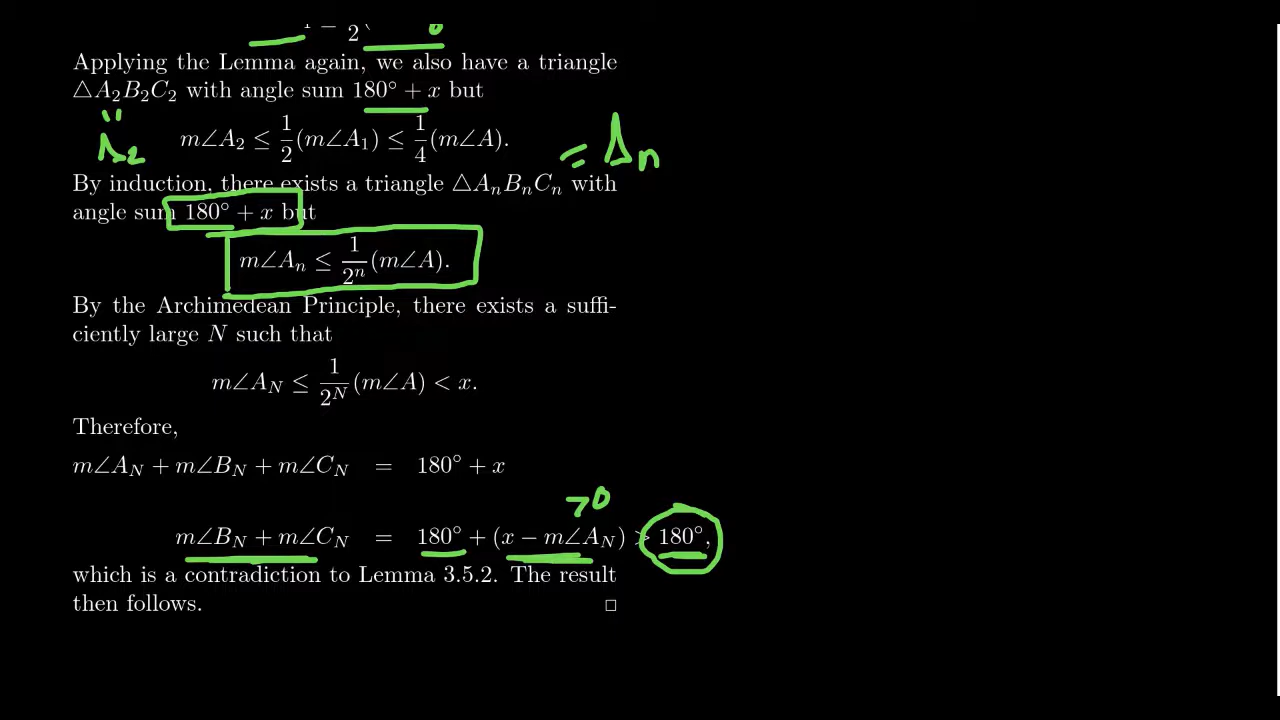 1 = 2(
Applying the Lemma again, we also have a triangle
△A₂B₂C₂ with angle sum 180° + x but
m∠A₂ ≤ 1/2 (m∠A₁) ≤ 1/4 (m∠A).
" Δ₂
= Δn
By induction, there exists a triangle △AₙBₙCₙ with
angle sum 180° + x but
m∠Aₙ ≤ 1/2ⁿ (m∠A).
By the Archimedean Principle, there exists a suffi-
ciently large N such that
m∠A_N ≤ 1/2^N (m∠A) < x.
Therefore,
m∠A_N + m∠B_N + m∠C_N = 180° + x
>0
m∠B_N + m∠C_N = 180° + (x − m∠A_N) > 180°,
which is a contradiction to Lemma 3.5.2. The result
then follows. □